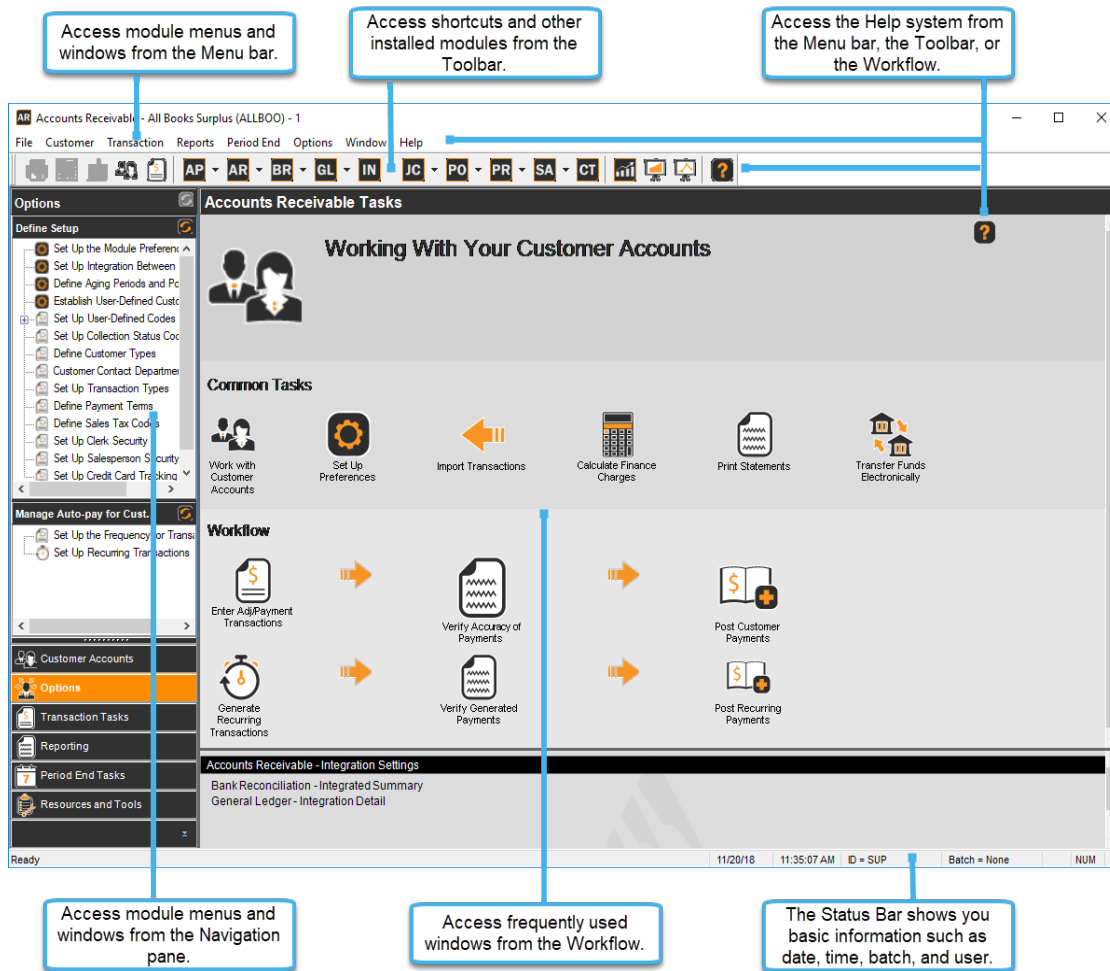 Access module menus and
windows from the Menu bar.
Access shortcuts and other
installed modules from the
Toolbar.
Access the Help system from
the Menu bar, the Toolbar, or
the Workflow.
AR Accounts Receivable - All Books Surplus (ALLBOO) - 1
File Customer Transaction Reports Period End Options Window Help
AP AR BR GL IN JC PO PR SA CT ?
Options
Accounts Receivable Tasks
Define Setup
Set Up the Module Preferenc
Set Up Integration Between
Define Aging Periods and Pc
Establish User-Defined Custc
Set Up User-Defined Codes
Set Up Collection Status Coc
Define Customer Types
Customer Contact Departmer
Set Up Transaction Types
Define Payment Terms
Define Sales Tax Codes
Set Up Clerk Security
Set Up Salesperson Security
Set Up Credit Card Tracking
Manage Auto-pay for Cust...
Set Up the Frequency for Transa
Set Up Recurring Transactions
Customer Accounts
Options
Transaction Tasks
Reporting
7 Period End Tasks
Resources and Tools
Working With Your Customer Accounts
?
Common Tasks
Work with
Customer
Accounts
Set Up
Preferences
Import Transactions
Calculate Finance
Charges
Print Statements
Transfer Funds
Electronically
Workflow
Enter Adj/Payment
Transactions
Verify Accuracy of
Payments
Post Customer
Payments
Generate
Recurring
Transactions
Verify Generated
Payments
Post Recurring
Payments
Accounts Receivable - Integration Settings
Bank Reconciliation - Integrated Summary
General Ledger - Integration Detail
Ready 11/20/18 11:35:07 AM ID = SUP Batch = None NUM
Access module menus and
windows from the Navigation
pane.
Access frequently used
windows from the Workflow.
The Status Bar shows you
basic information such as
date, time, batch, and user.